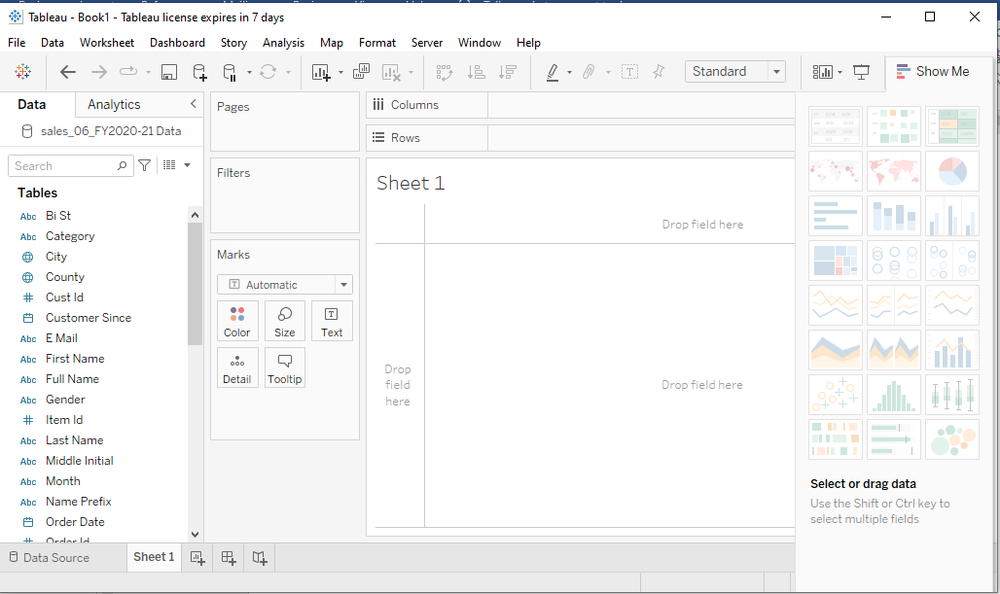 Tableau - Book1 - Tableau license expires in 7 days
File Data Worksheet Dashboard Story Analysis Map Format Server Window Help
Standard
Show Me
Data Analytics
sales_06_FY2020-21 Data
Search
Tables
Abc Bi St
Abc Category
City
County
# Cust Id
Customer Since
Abc E Mail
Abc First Name
Abc Full Name
Abc Gender
# Item Id
Abc Last Name
Abc Middle Initial
Abc Month
Abc Name Prefix
Order Date
# Order Id
Pages
Filters
Marks
Automatic
Color Size Text
Detail Tooltip
Columns
Rows
Sheet 1
Drop field here
Drop
field
here
Drop field here
Select or drag data
Use the Shift or Ctrl key to
select multiple fields
Data Source Sheet 1